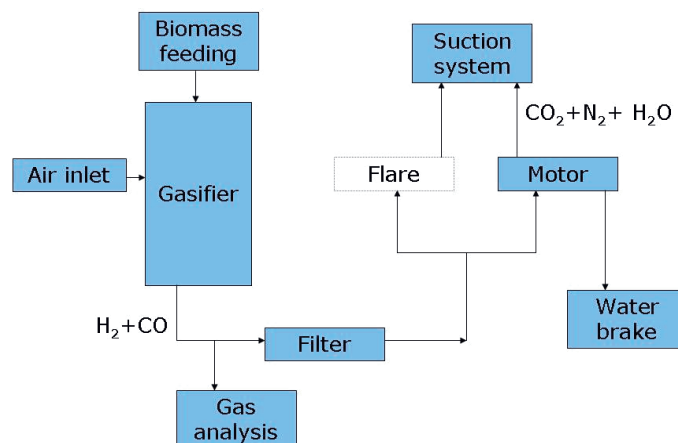 Biomass
feeding
Suction
system
CO₂+N₂+ H₂O
Air inlet
Gasifier
Flare
Motor
H₂+CO
Filter
Water
brake
Gas
analysis